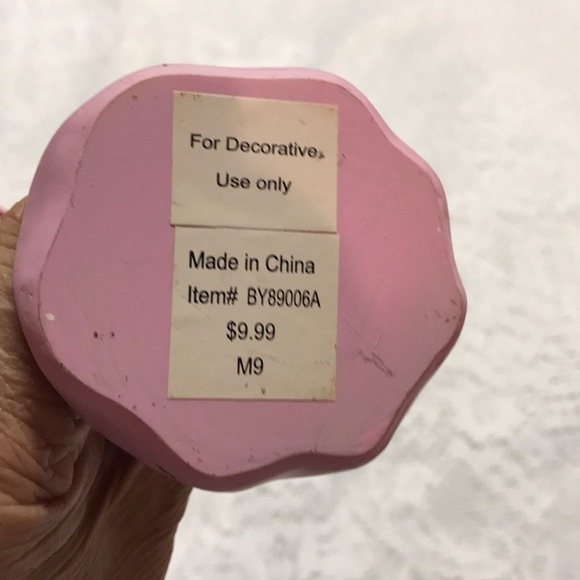 For Decorative
Use only
Made in China
Item# BY89006A
$9.99
M9